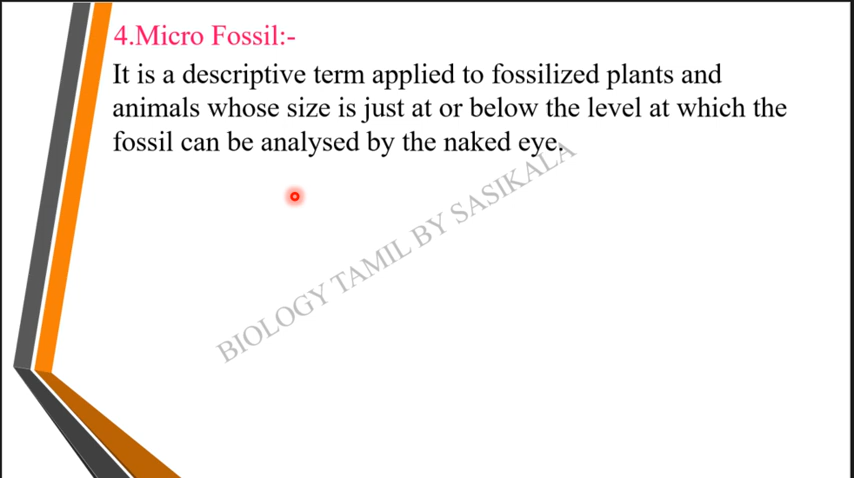 4.Micro Fossil:-
It is a descriptive term applied to fossilized plants and
animals whose size is just at or below the level at which the
fossil can be analysed by the naked eye.
BIOLOGY TAMIL BY SASIKALA